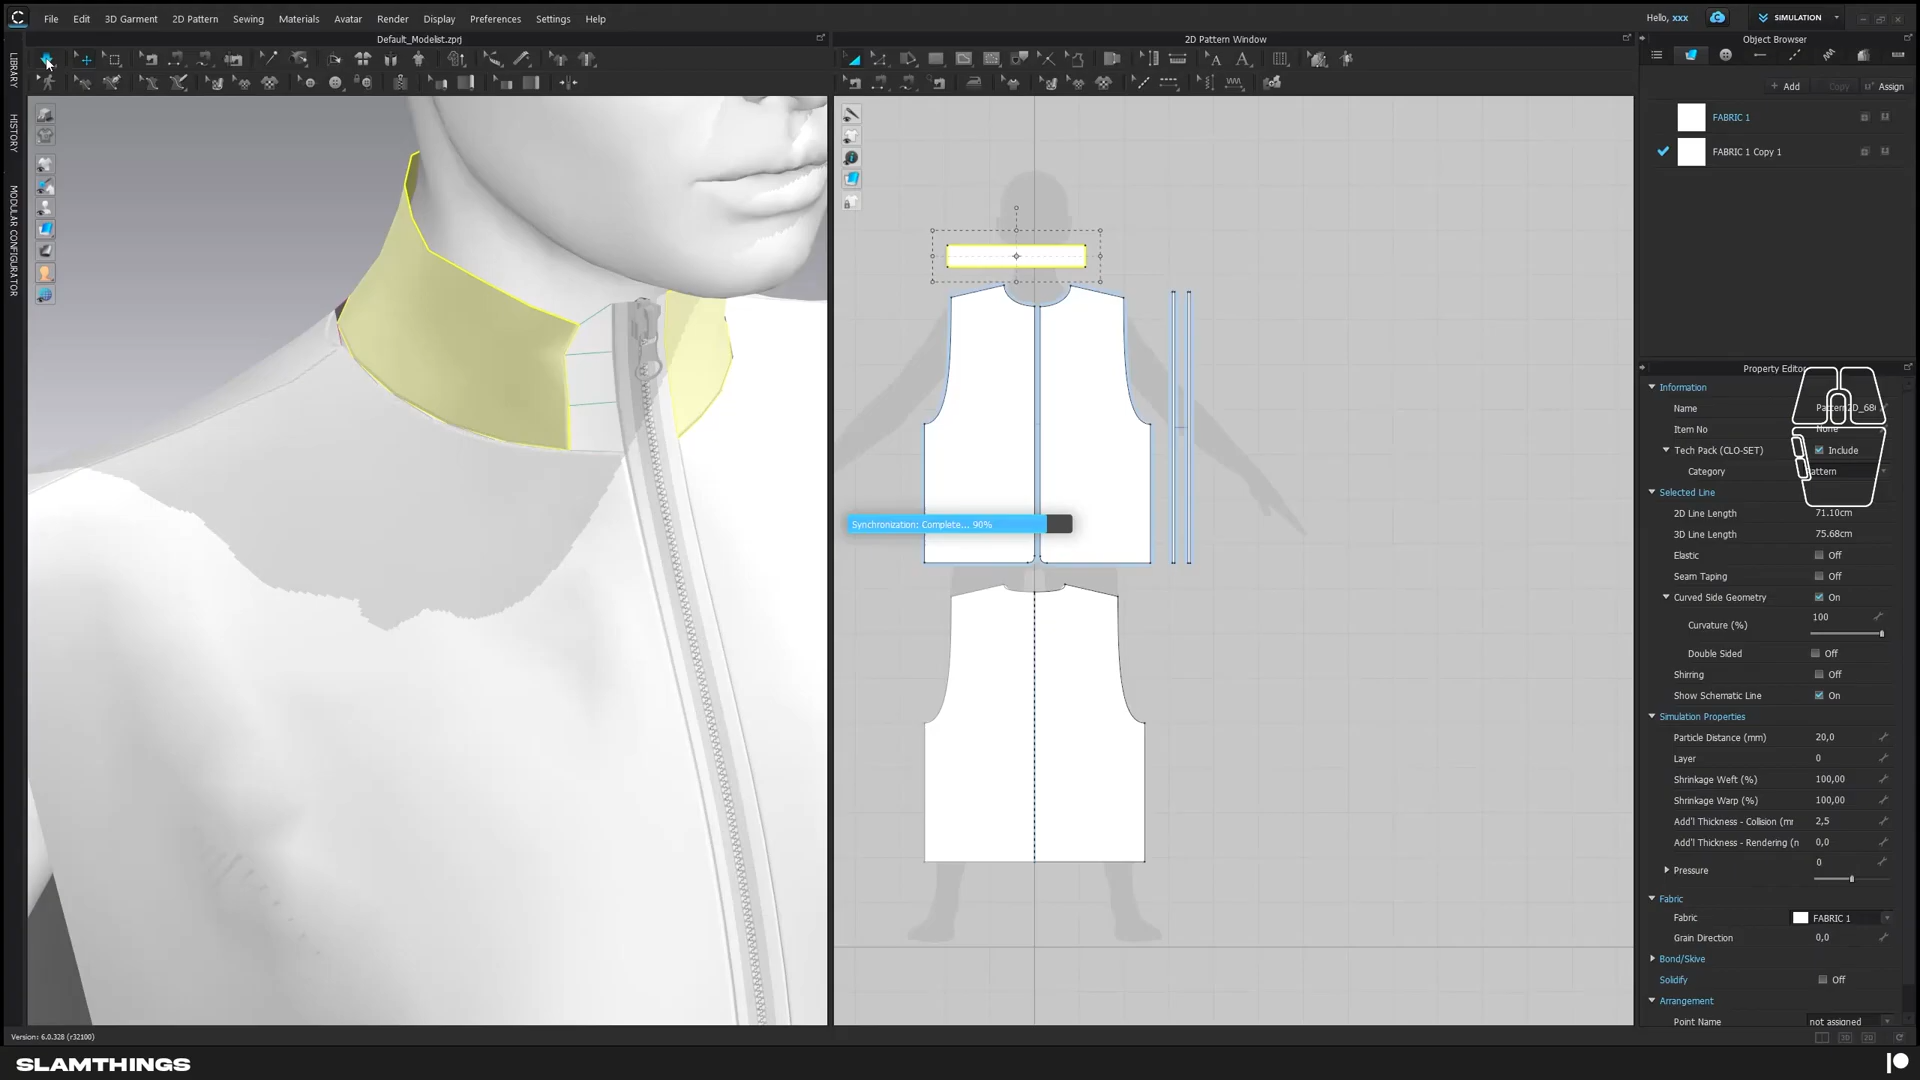 File Edit 3D Garment 2D Pattern Sewing Materials Avatar Render Display Preferences Settings Help
Hello, xxx
SIMULATION
Default_Modelist.zprj
2D Pattern Window
Object Browser
LIBRARY
HISTORY
MODULAR CONFIGURATOR
Add
Copy
Assign
FABRIC 1
FABRIC 1 Copy 1
Synchronization: Complete... 90%
Property Editor
Information
Name
Item No None
Tech Pack (CLO-SET) Include
Category Pattern
Selected Line
2D Line Length 71.10cm
3D Line Length 75.68cm
Elastic Off
Seam Taping Off
Curved Side Geometry On
Curvature (%) 100
Double Sided Off
Shirring Off
Show Schematic Line On
Simulation Properties
Particle Distance (mm) 20,0
Layer 0
Shrinkage Weft (%) 100,00
Shrinkage Warp (%) 100,00
Add'l Thickness - Collision (mr 2,5
Add'l Thickness - Rendering (n 0,0
Pressure 0
Fabric
Fabric FABRIC 1
Grain Direction 0,0
Bond/Skive
Solidify Off
Arrangement
Point Name not assigned
Version: 6.0.328 (r32100)
SLAMTHINGS